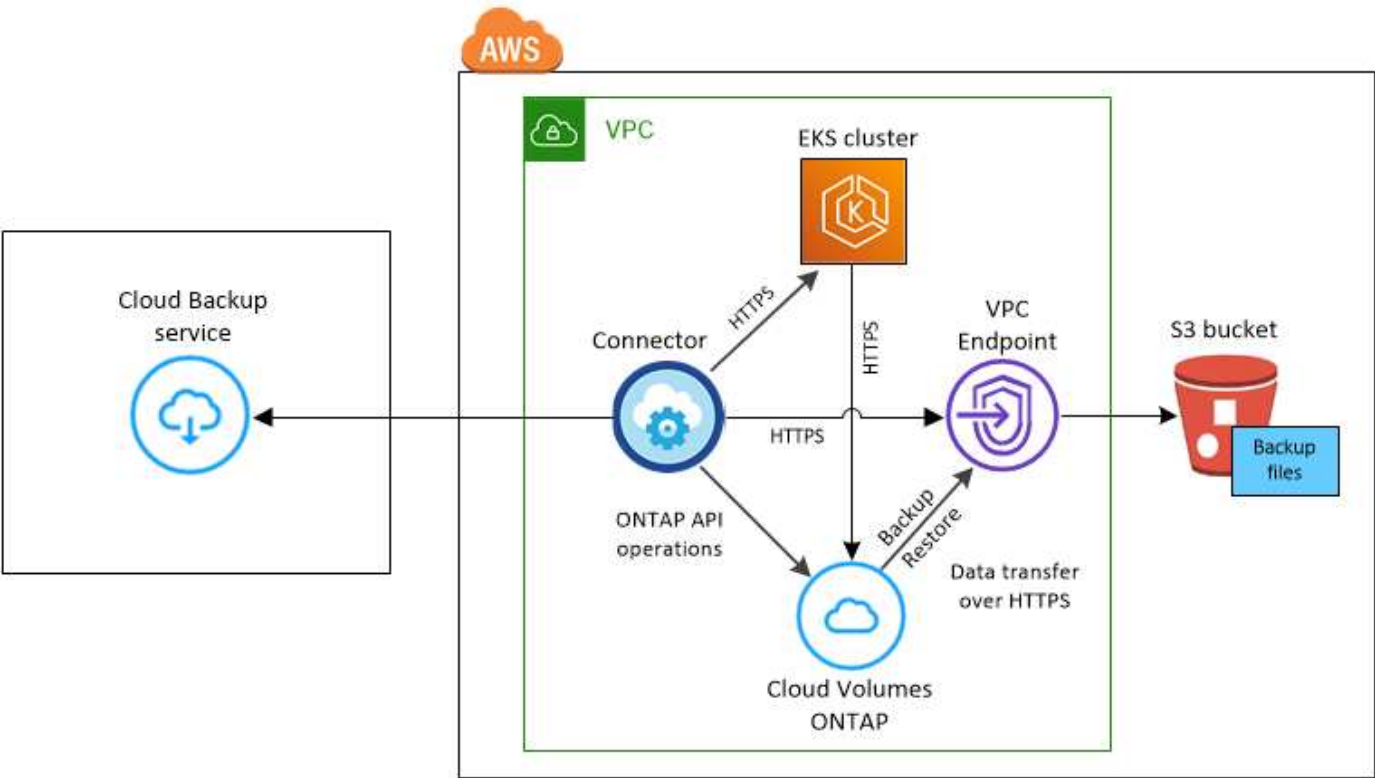 AWS
VPC
EKS cluster
Cloud Backup
service
HTTPS
HTTPS
VPC
Endpoint
Connector
S3 bucket
HTTPS
Backup
files
ONTAP API
operations
Backup
Restore
Data transfer
over HTTPS
Cloud Volumes
ONTAP